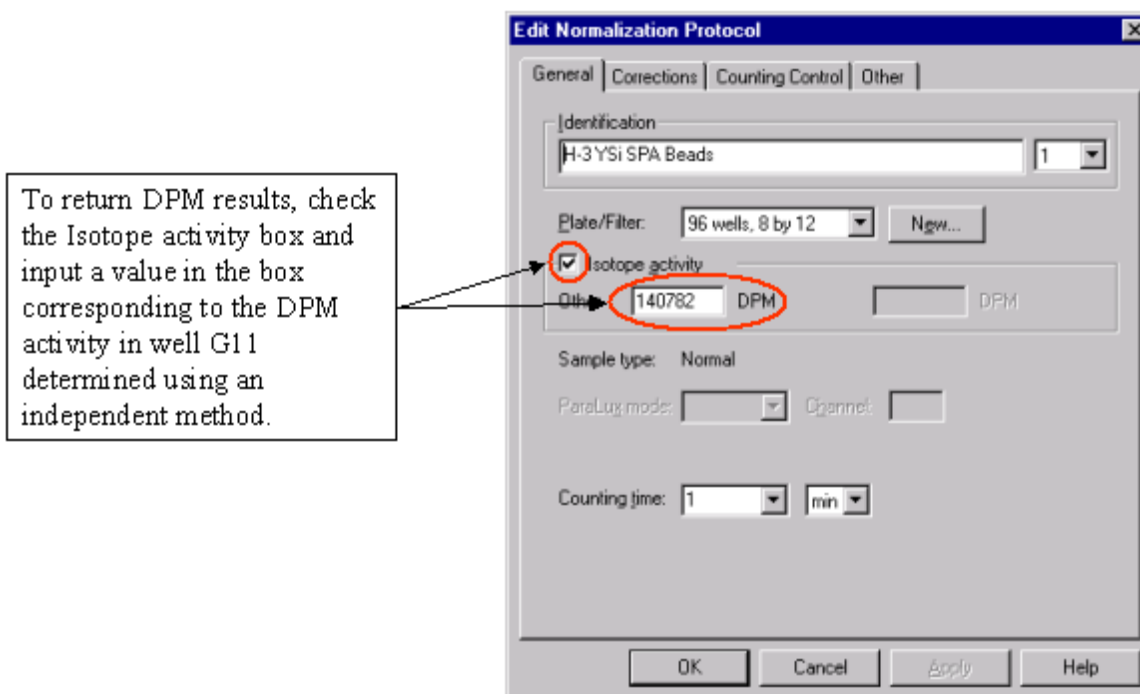 Edit Normalization Protocol
General Corrections Counting Control Other
Identification
H-3 YSi SPA Beads 1
Plate/Filter: 96 wells, 8 by 12 New...
Isotope activity
140782 DPM DPM
Sample type: Normal
ParaLux mode: Channel:
Counting time: 1 min
OK Cancel Apply Help
To return DPM results, check
the Isotope activity box and
input a value in the box
corresponding to the DPM
activity in well G11
determined using an
independent method.